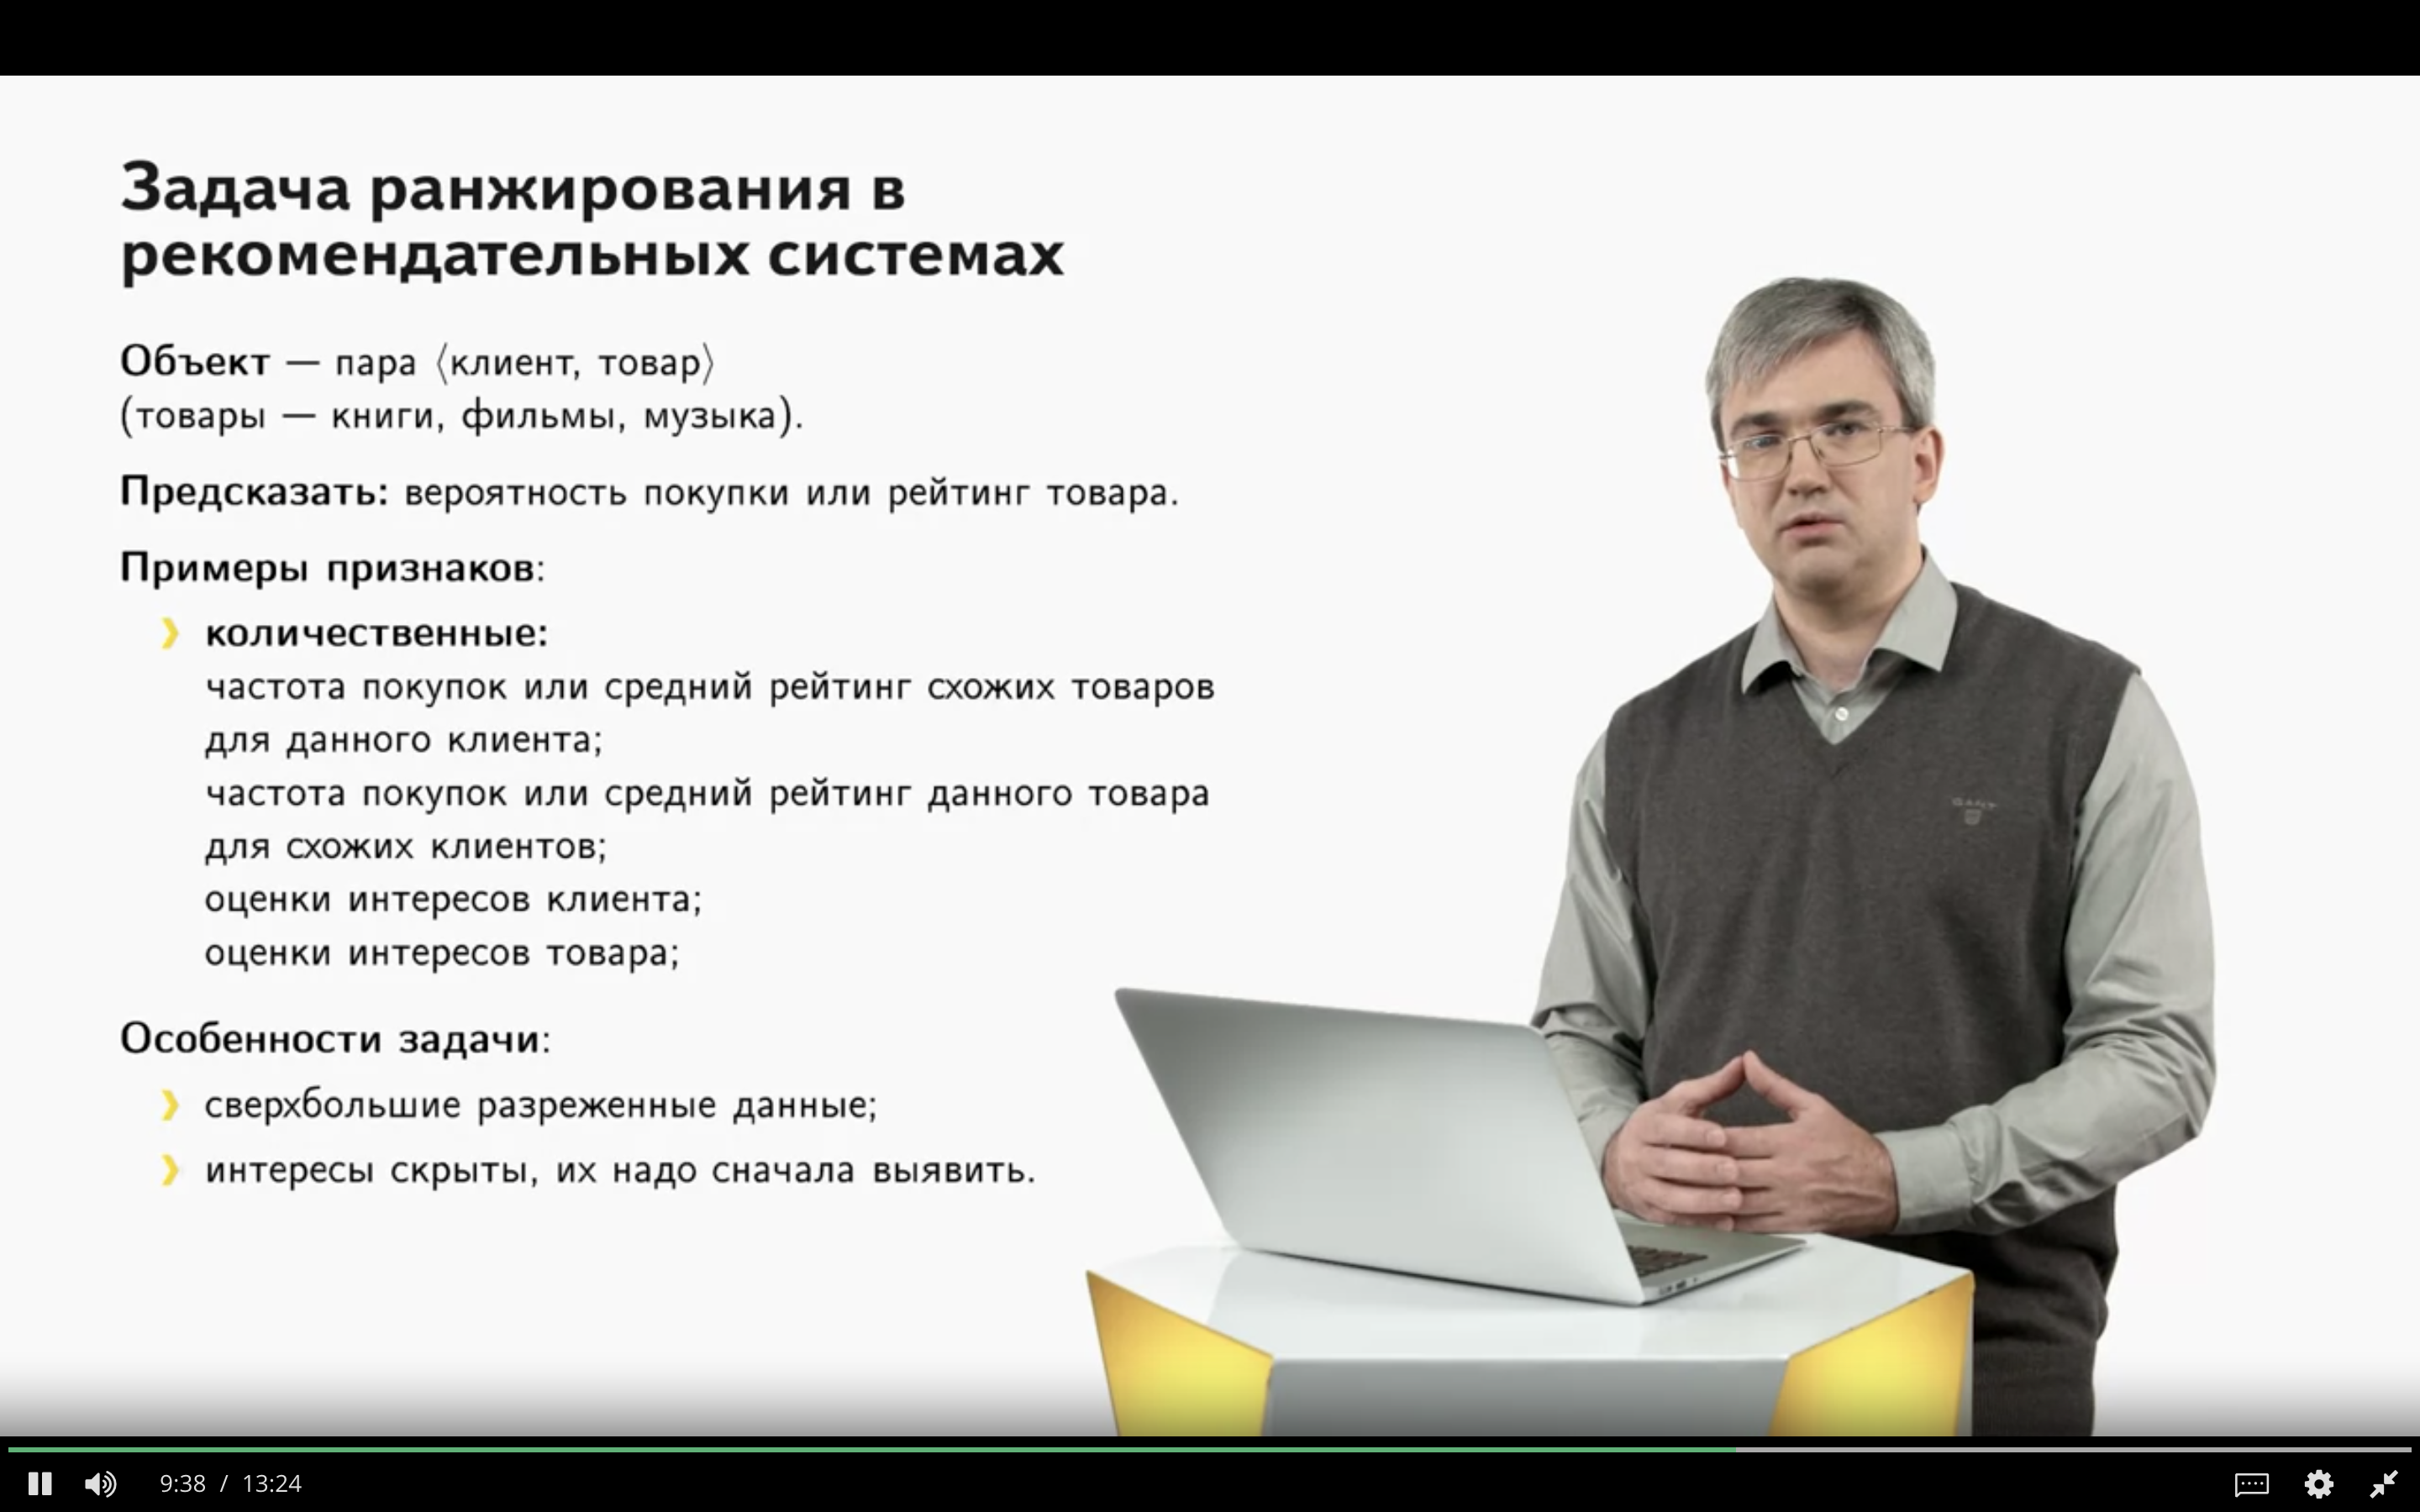 Задача ранжирования в
рекомендательных системах
Объект — пара ⟨клиент, товар⟩
(товары — книги, фильмы, музыка).
Предсказать: вероятность покупки или рейтинг товара.
Примеры признаков:
количественные:
частота покупок или средний рейтинг схожих товаров
для данного клиента;
частота покупок или средний рейтинг данного товара
для схожих клиентов;
оценки интересов клиента;
оценки интересов товара;
Особенности задачи:
сверхбольшие разреженные данные;
интересы скрыты, их надо сначала выявить.
GANT
9:38 / 13:24